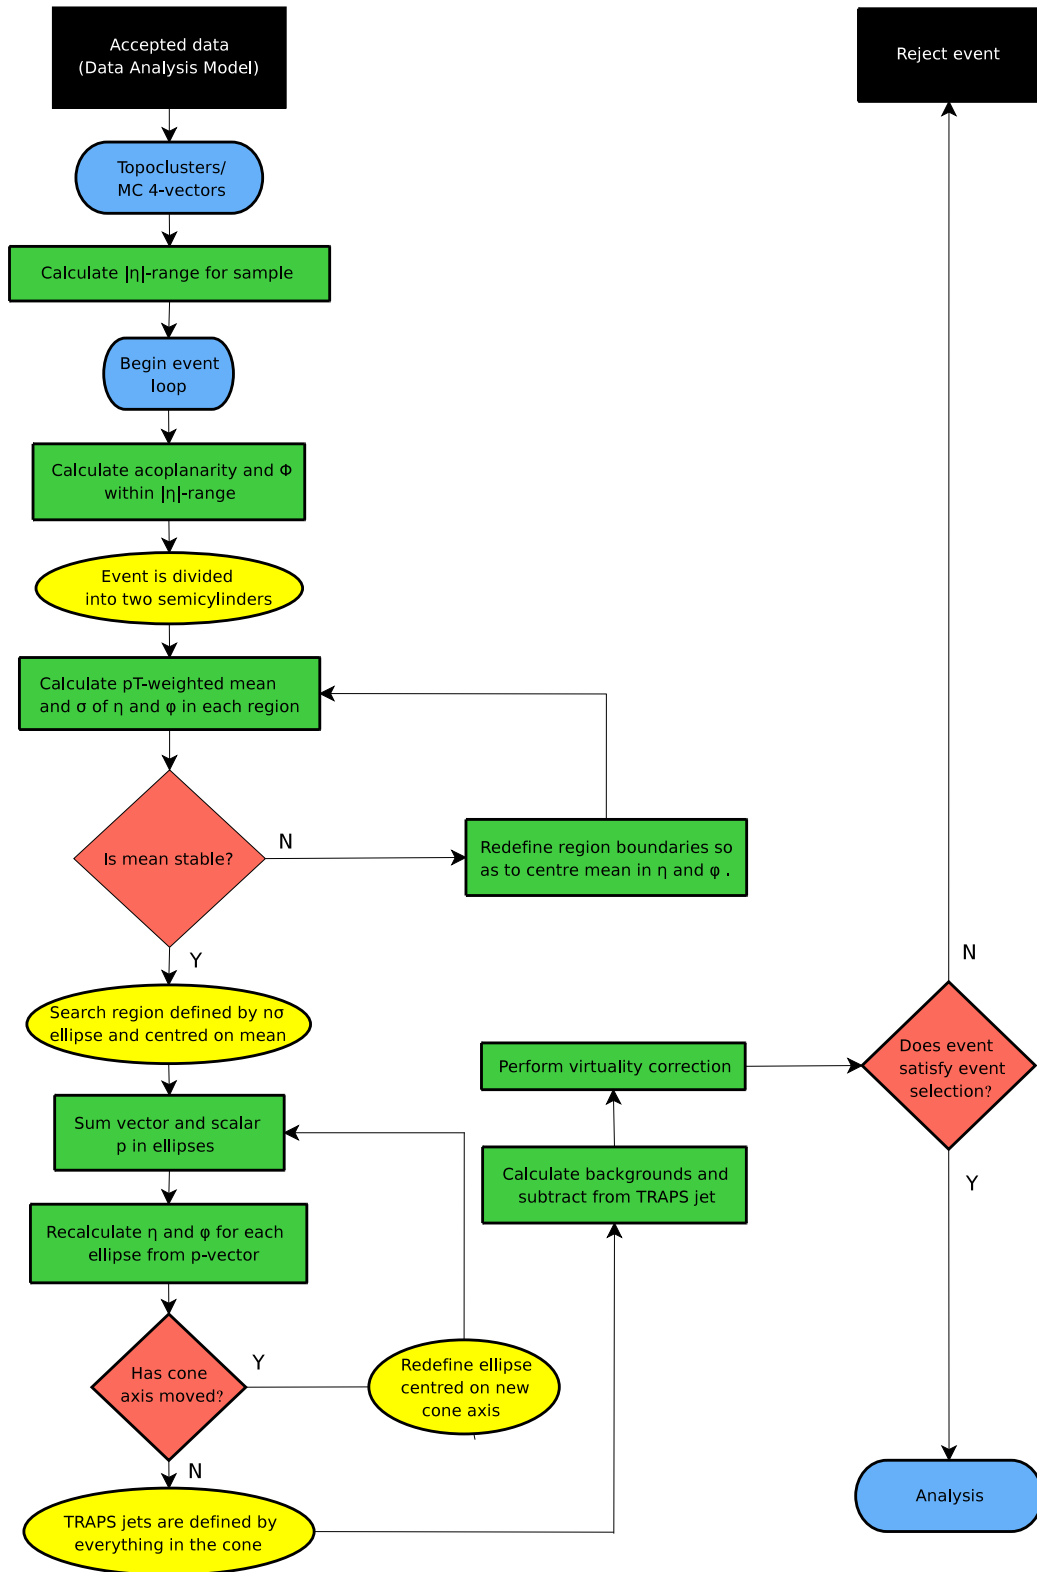 Accepted data
(Data Analysis Model)
Reject event
Topoclusters/
MC 4-vectors
Calculate |η|-range for sample
Begin event
loop
Calculate acoplanarity and Φ
within |η|-range
Event is divided
into two semicylinders
Calculate pT-weighted mean
and σ of η and φ in each region
Is mean stable?
N
Redefine region boundaries so
as to centre mean in η and φ .
Y
Search region defined by nσ
ellipse and centred on mean
Sum vector and scalar
p in ellipses
Recalculate η and φ for each
ellipse from p-vector
Has cone
axis moved?
Y
Redefine ellipse
centred on new
cone axis
N
TRAPS jets are defined by
everything in the cone
Calculate backgrounds and
subtract from TRAPS jet
Perform virtuality correction
Does event
satisfy event
selection?
N
Y
Analysis